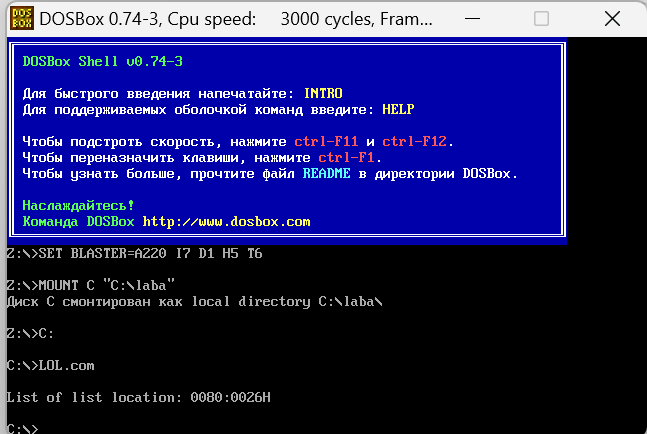 DOSBox 0.74-3, Cpu speed: 3000 cycles, Fram...
DOSBox Shell v0.74-3
Для быстрого введения напечатайте: INTRO
Для поддерживаемых оболочкой команд введите: HELP
Чтобы подстроть скорость, нажмите ctrl-F11 и ctrl-F12.
Чтобы переназначить клавиши, нажмите ctrl-F1.
Чтобы узнать больше, прочтите файл README в директории DOSBox.
Наслаждайтесь!
Команда DOSBox http://www.dosbox.com
Z:\>SET BLASTER=A220 I7 D1 H5 T6
Z:\>MOUNT C "C:\laba"
Диск C смонтирован как local directory C:\laba\
Z:\>C:
C:\>LOL.com
List of list location: 0080:0026H
C:\>